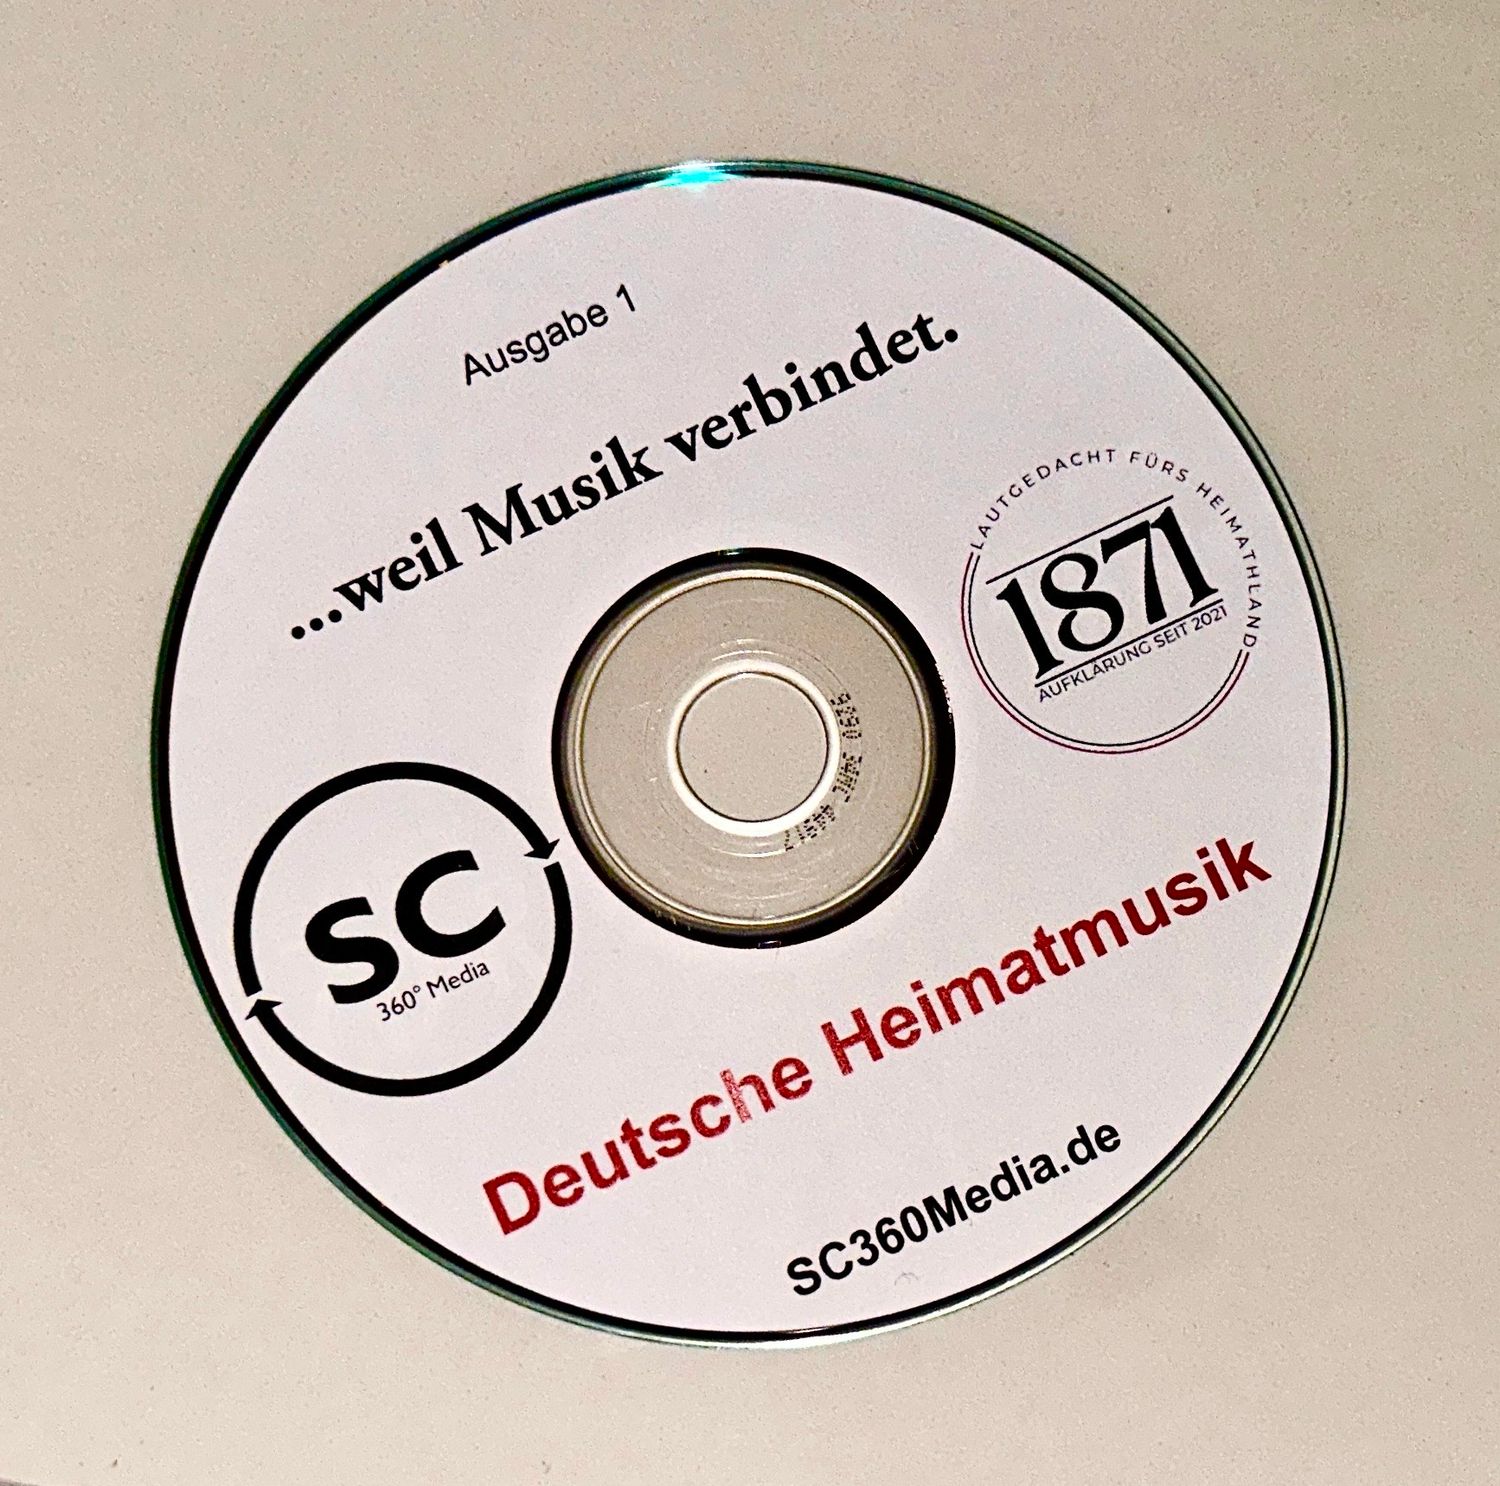 Ausgabe 1
...weil Musik verbindet.
LAUTGEDACHT FÜRS HEIMATHLAND
1871
AUFKLÄRUNG SEIT 2021
SC
360° Media
Deutsche Heimatmusik
SC360Media.de